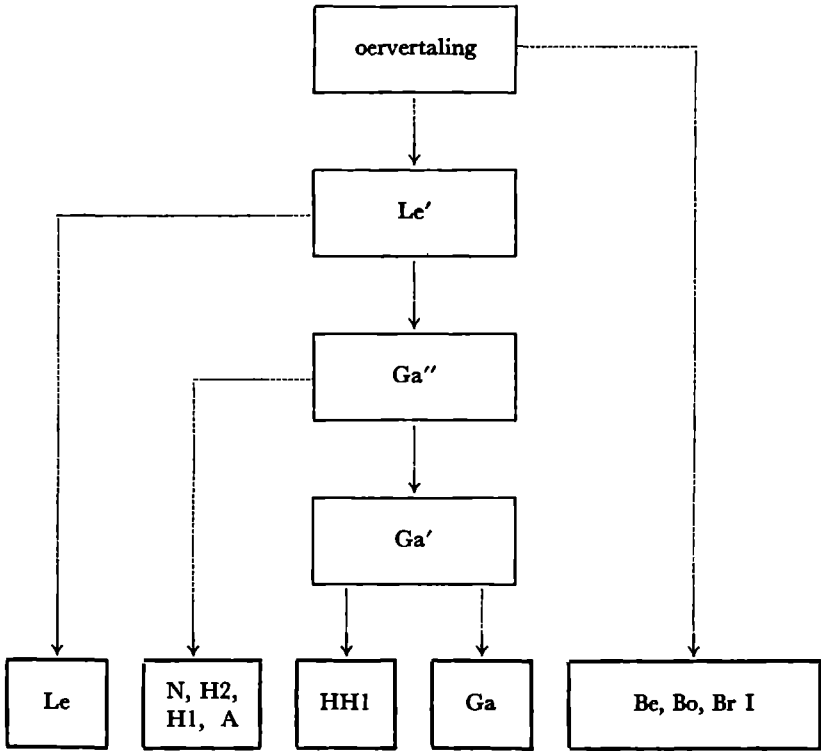 oervertaling
Le′
Ga′′
Ga′
Le
N, H2,
H1, A
HH1
Ga
Be, Bo, Br I